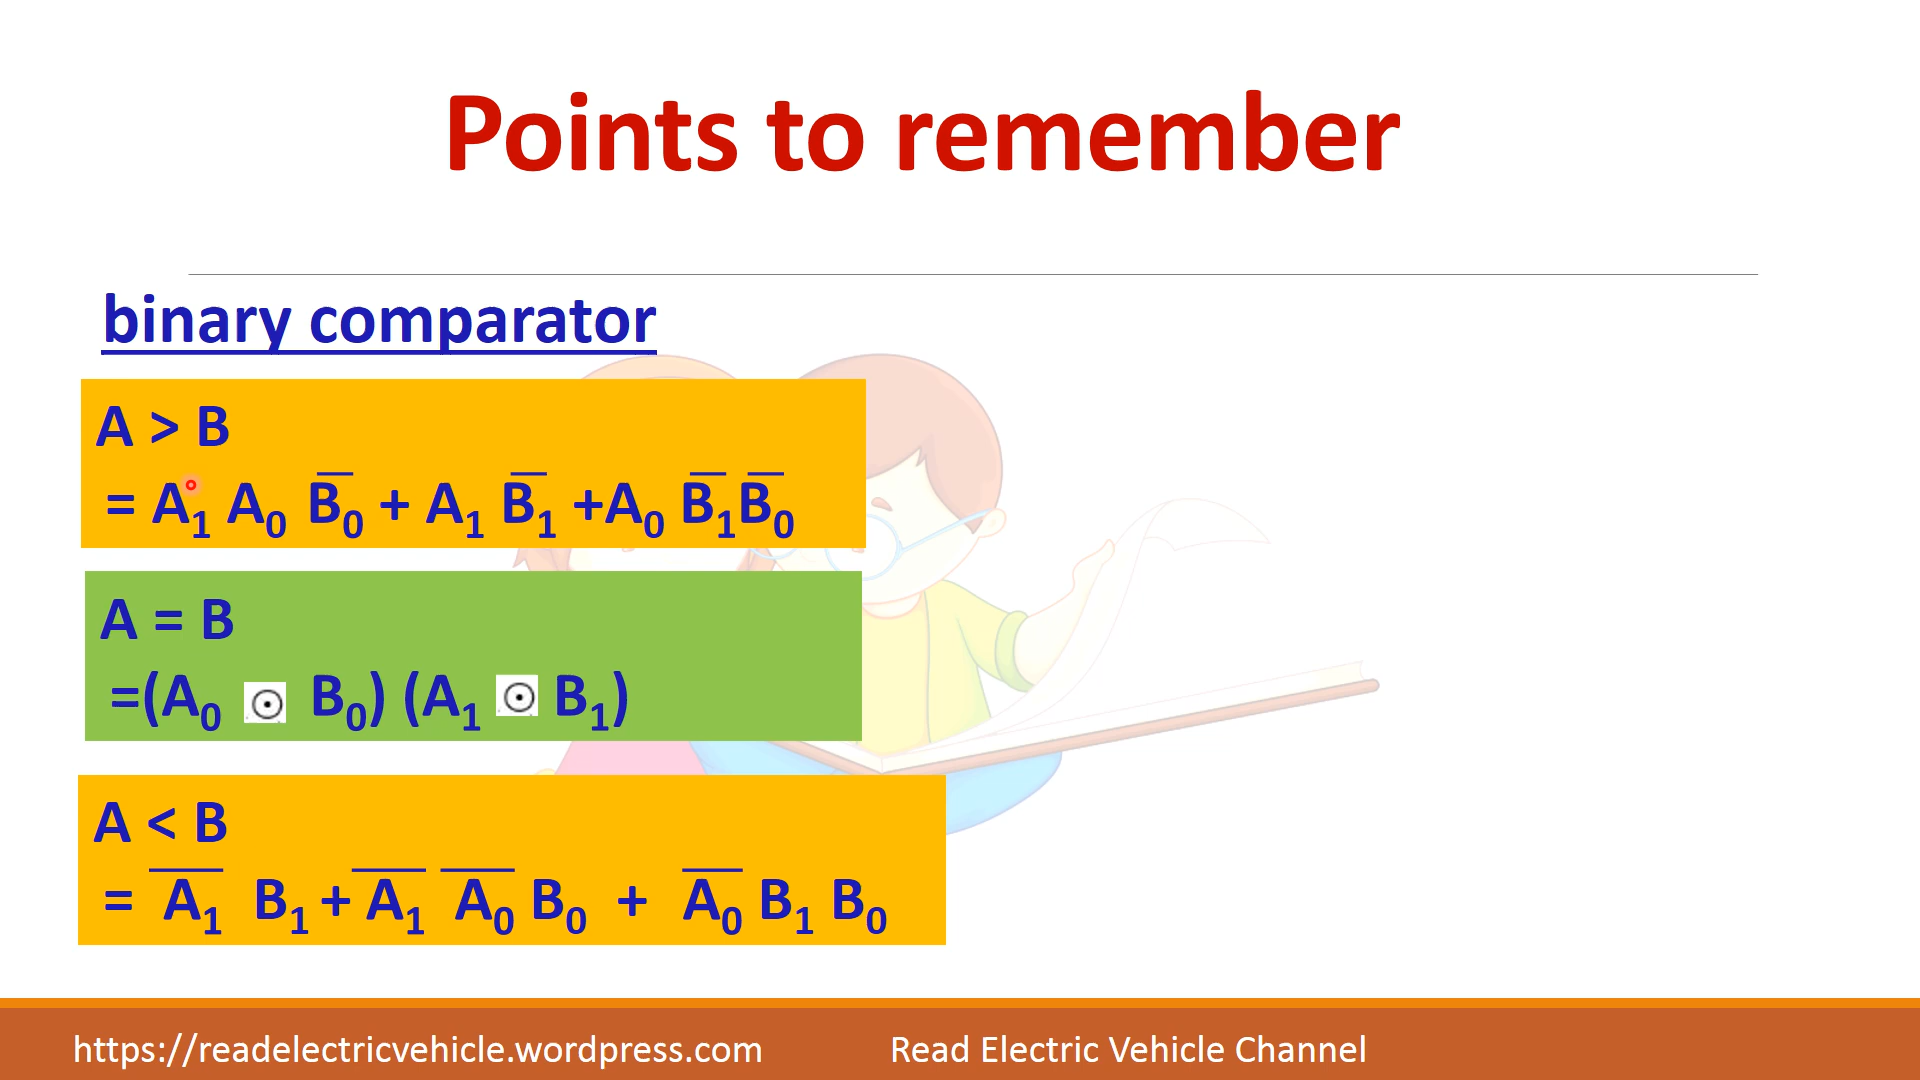 Points to remember
binary comparator
A > B
= A₁ A₀ B̅₀ + A₁ B̅₁ +A₀ B̅₁B̅₀
A = B
=(A₀ ⊙ B₀) (A₁ ⊙ B₁)
A < B
= A̅₁ B₁ + A̅₁ A̅₀ B₀ + A̅₀ B₁ B₀
https://readelectricvehicle.wordpress.com Read Electric Vehicle Channel